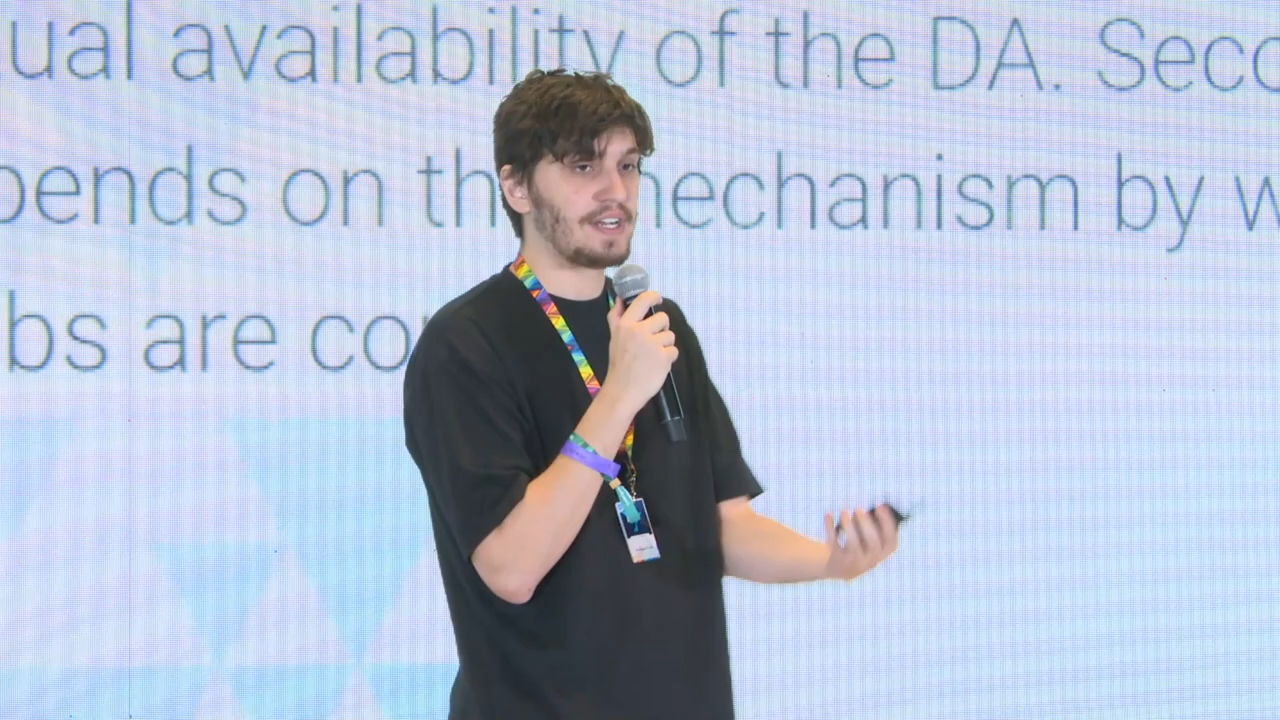 ual availability of the DA. Seco
pends on th mechanism by w
bs are co